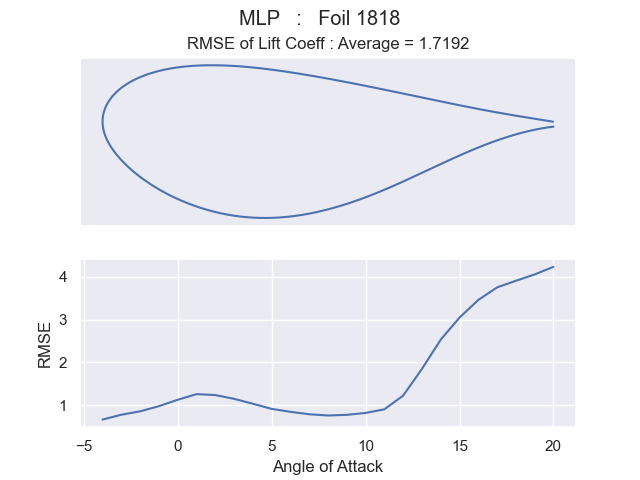 MLP : Foil 1818
RMSE of Lift Coeff : Average = 1.7192
RMSE
4
3
2
1
−5 0 5 10 15 20
Angle of Attack